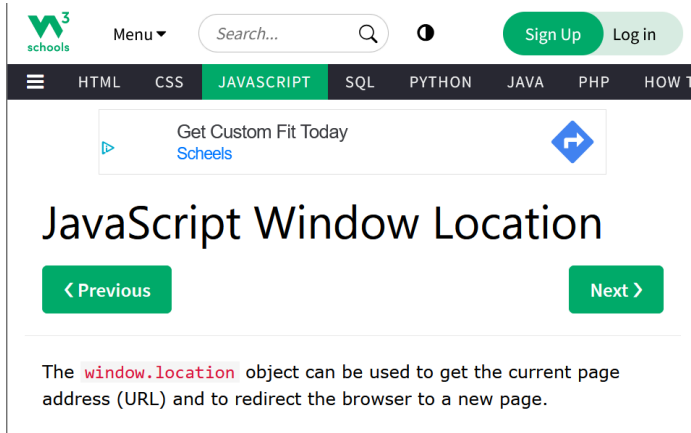 3
schools
Menu
Search...
Sign Up
Log in
HTML CSS JAVASCRIPT SQL PYTHON JAVA PHP HOW T
Get Custom Fit Today
Scheels
JavaScript Window Location
❮ Previous
Next ❯
The window.location object can be used to get the current page
address (URL) and to redirect the browser to a new page.